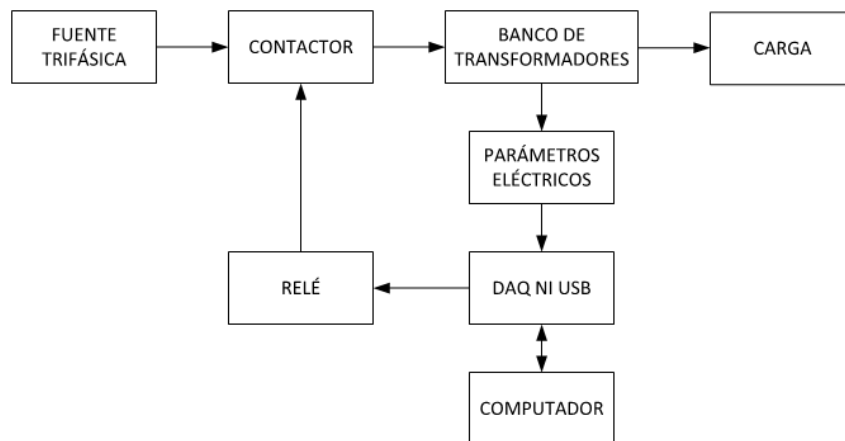 FUENTE
TRIFÁSICA
CONTACTOR
BANCO DE
TRANSFORMADORES
CARGA
PARÁMETROS
ELÉCTRICOS
RELÉ
DAQ NI USB
COMPUTADOR